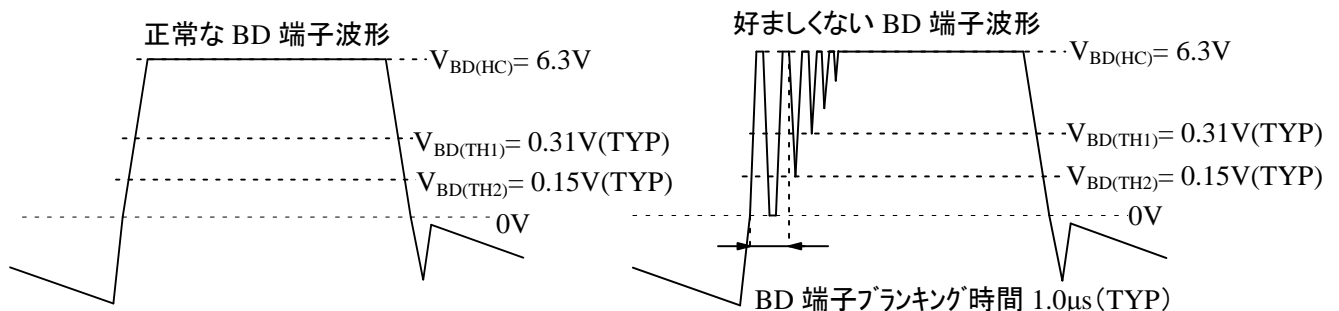 正常な BD 端子波形
V_BD(HC)= 6.3V
V_BD(TH1)= 0.31V(TYP)
V_BD(TH2)= 0.15V(TYP)
0V
好ましくない BD 端子波形
V_BD(HC)= 6.3V
V_BD(TH1)= 0.31V(TYP)
V_BD(TH2)= 0.15V(TYP)
0V
BD 端子ブランキング時間 1.0μs(TYP)